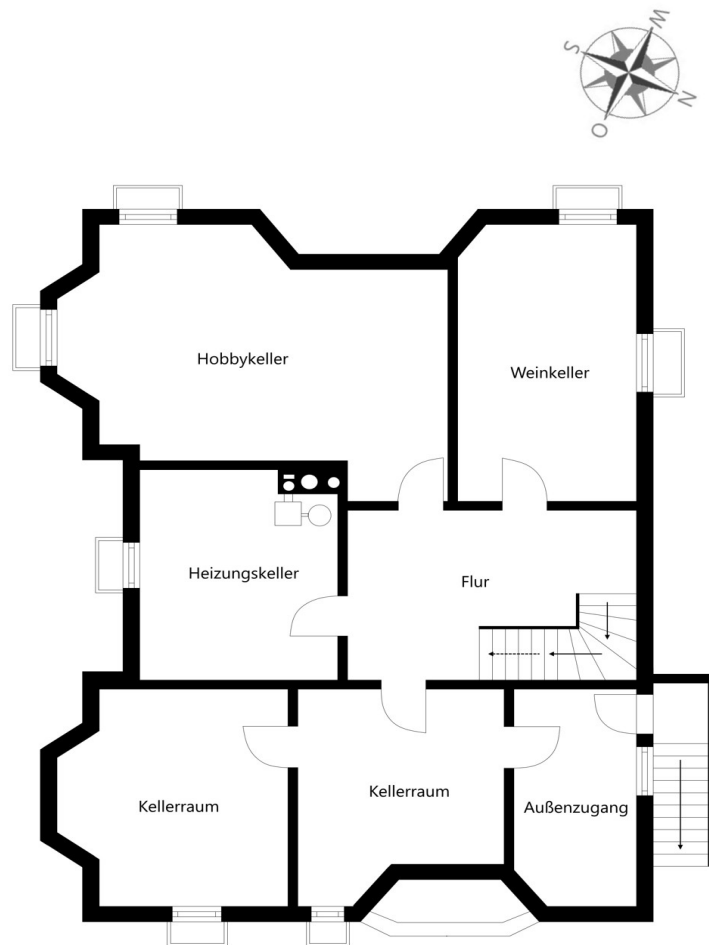 W
S
N
O
Hobbykeller
Weinkeller
Heizungskeller
Flur
Kellerraum
Kellerraum
Außenzugang